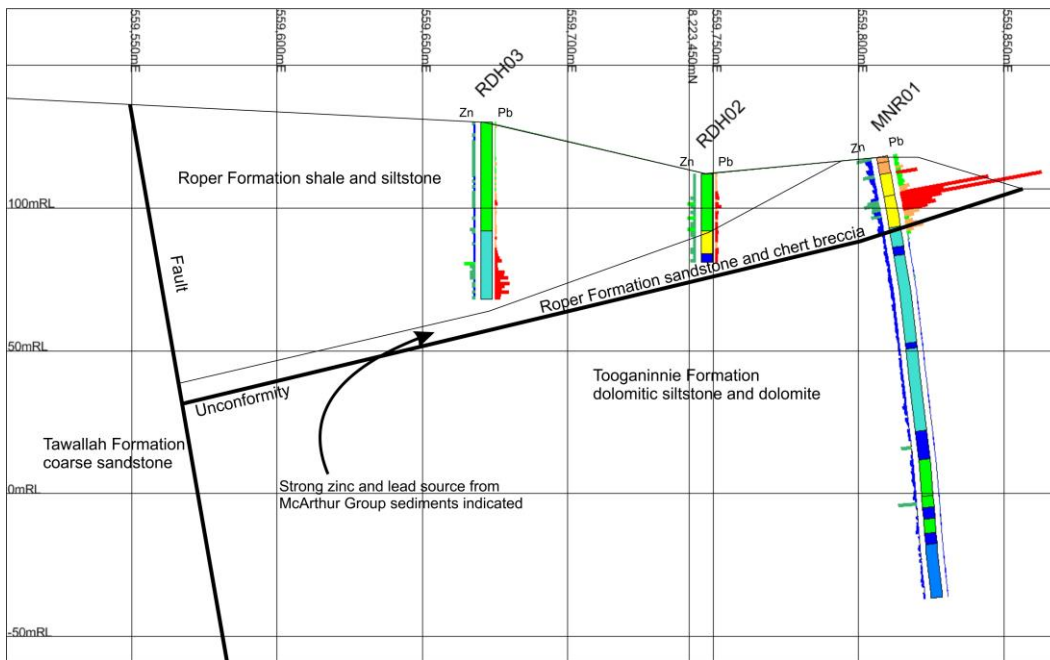 559,550mE
559,600mE
559,650mE
559,700mE
8,223,450mN
559,750mE
559,800mE
559,850mE
RDH03
Zn
Pb
RDH02
Zn
Pb
MNR01
Zn
Pb
Roper Formation shale and siltstone
100mRL
Fault
Roper Formation sandstone and chert breccia
50mRL
Unconformity
Tooganinnie Formation
dolomitic siltstone and dolomite
Tawallah Formation
coarse sandstone
Strong zinc and lead source from
McArthur Group sediments indicated
0mRL
-50mRL